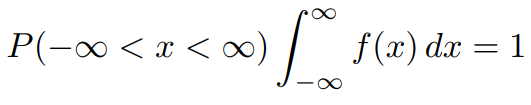 P(−∞ < x < ∞) ∫_{−∞}^{∞} f(x) dx = 1